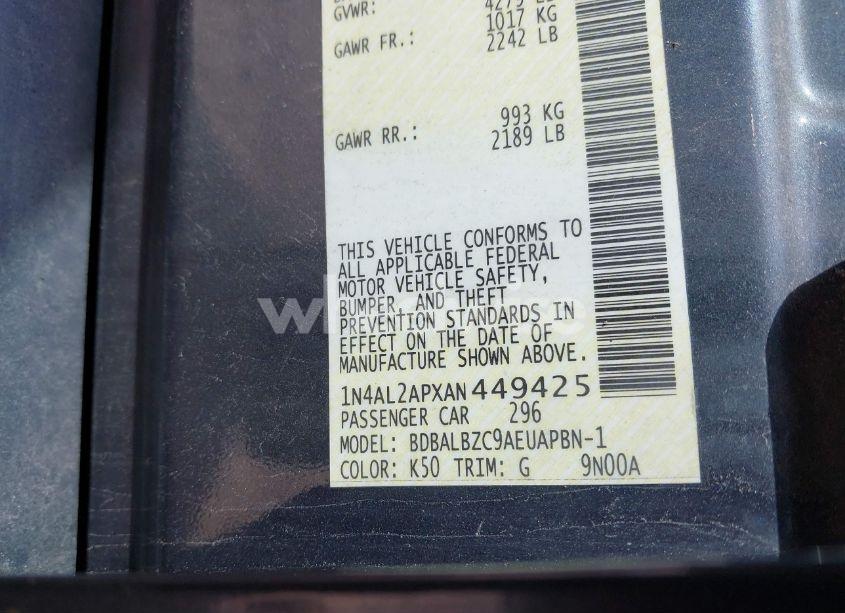 GVWR: 4279 LB
1017 KG
GAWR FR.: 2242 LB
993 KG
GAWR RR.: 2189 LB
THIS VEHICLE CONFORMS TO
ALL APPLICABLE FEDERAL
MOTOR VEHICLE SAFETY,
BUMPER, AND THEFT
PREVENTION STANDARDS IN
EFFECT ON THE DATE OF
MANUFACTURE SHOWN ABOVE.
1N4AL2APXAN449425
PASSENGER CAR 296
MODEL: BDBALBZC9AEUAPBN-1
COLOR: K50 TRIM: G 9N00A